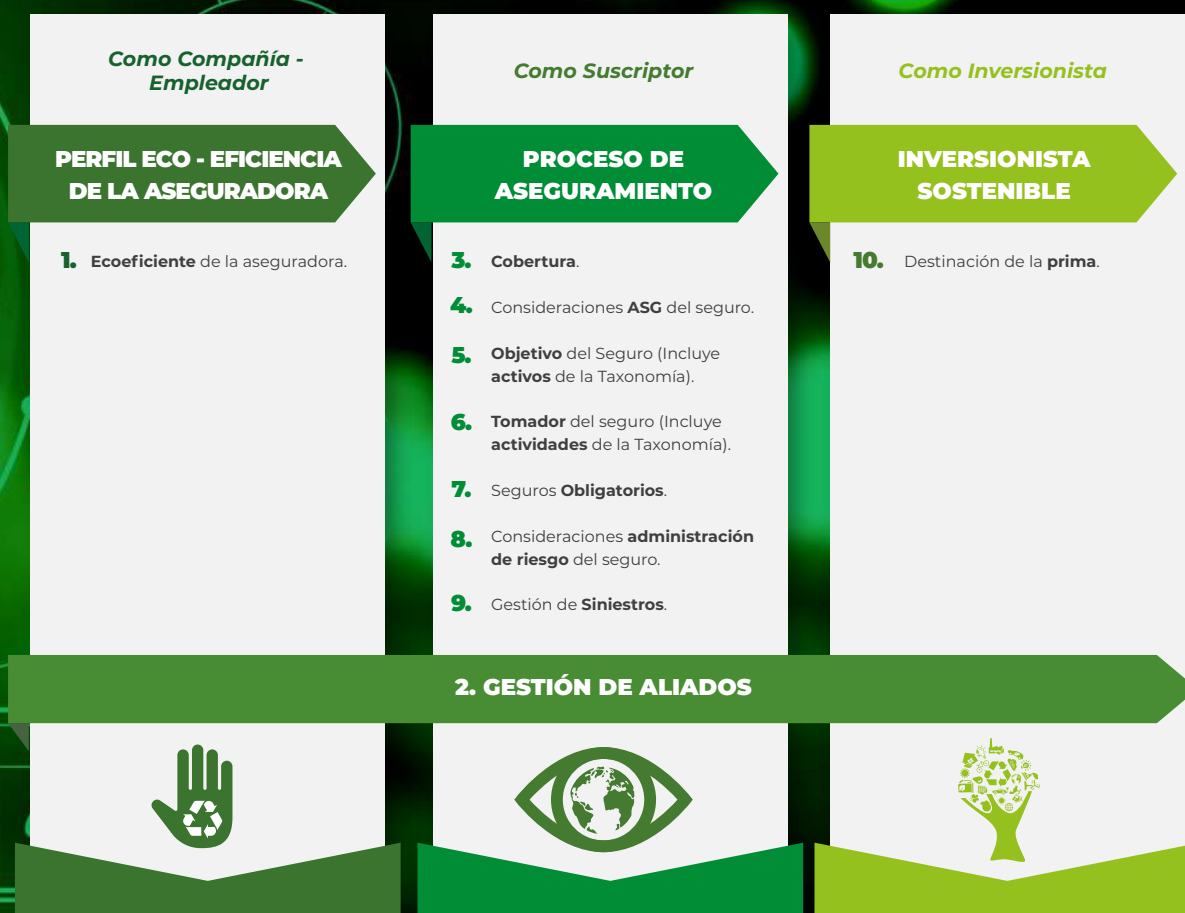 Como Compañía -
Empleador
PERFIL ECO - EFICIENCIA
DE LA ASEGURADORA
1. Ecoeficiente de la aseguradora.
Como Suscriptor
PROCESO DE
ASEGURAMIENTO
3. Cobertura.
4. Consideraciones ASG del seguro.
5. Objetivo del Seguro (Incluye
activos de la Taxonomía).
6. Tomador del seguro (Incluye
actividades de la Taxonomía).
7. Seguros Obligatorios.
8. Consideraciones administración
de riesgo del seguro.
9. Gestión de Siniestros.
Como Inversionista
INVERSIONISTA
SOSTENIBLE
10. Destinación de la prima.
2. GESTIÓN DE ALIADOS